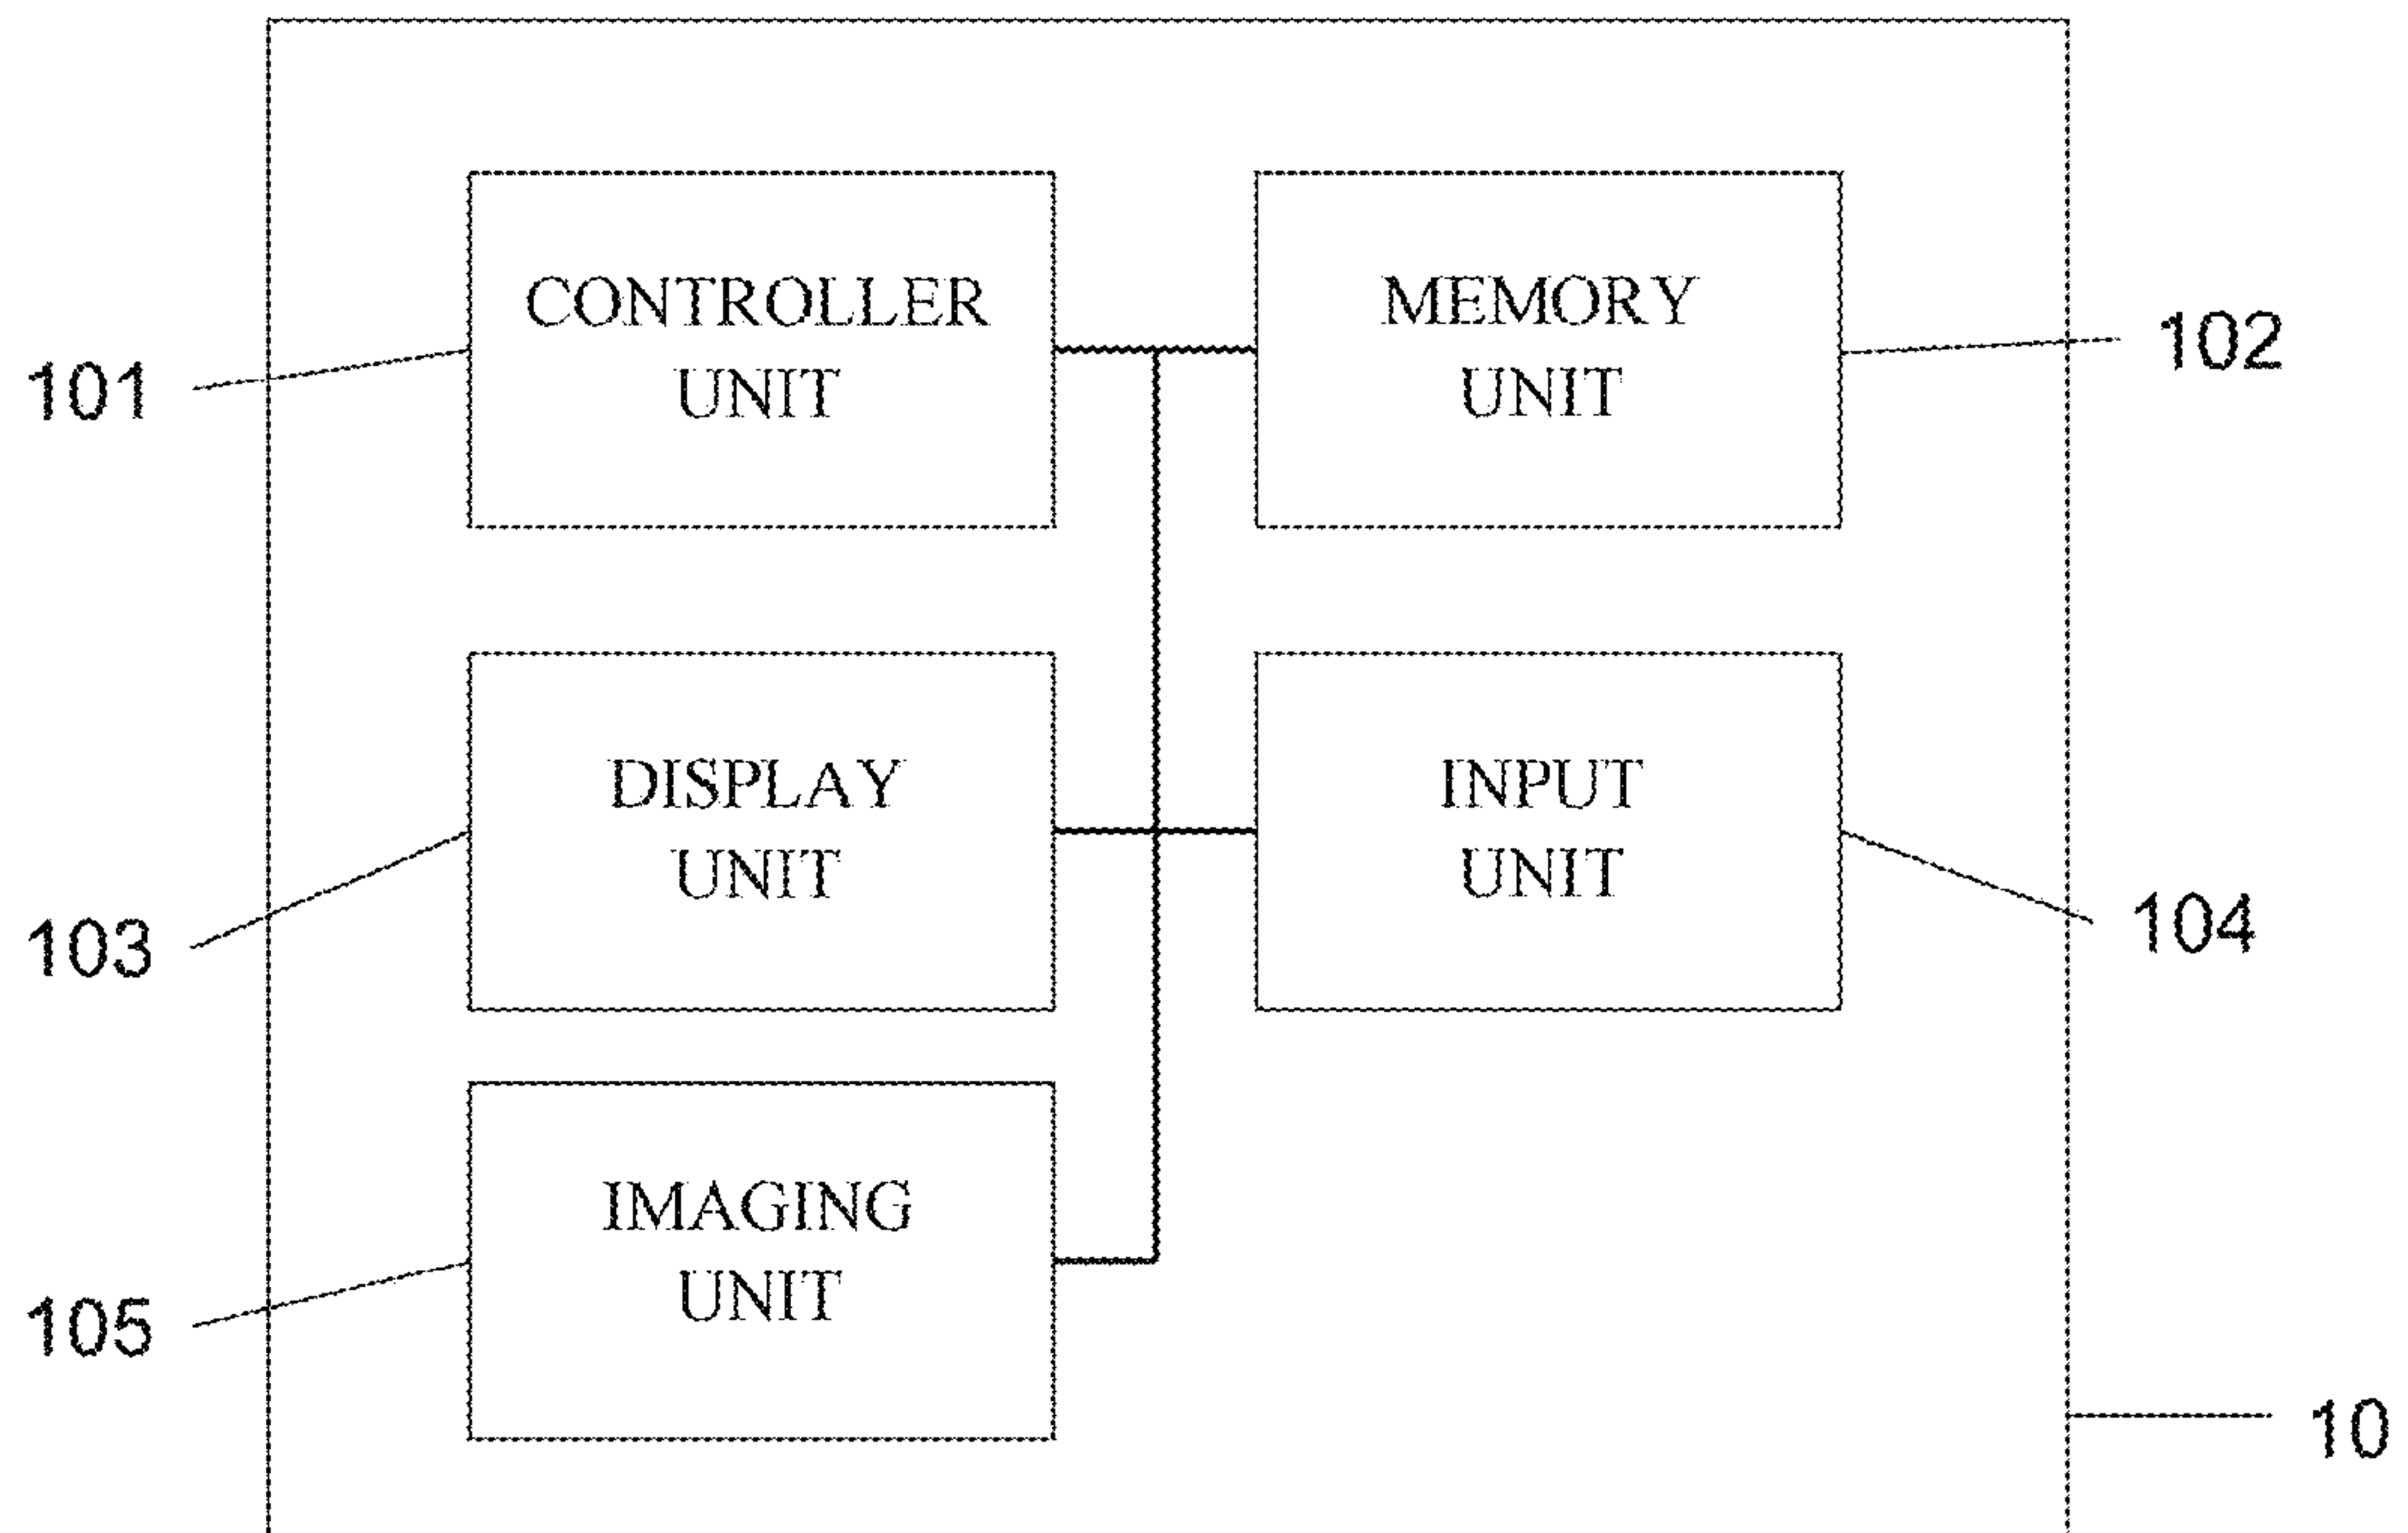 CONTROLLER
UNIT
MEMORY
UNIT
101
102
DISPLAY
UNIT
INPUT
UNIT
103
104
IMAGING
UNIT
105
10